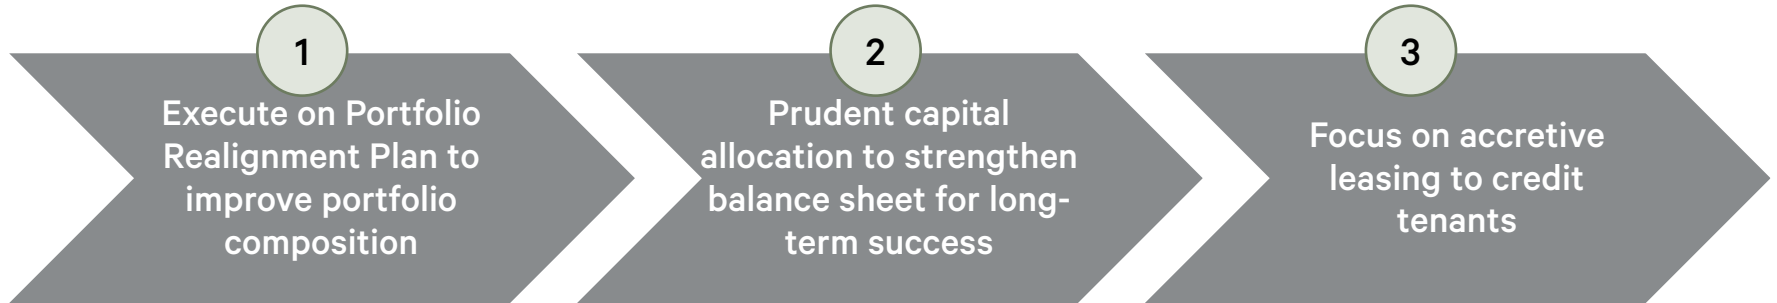 1
Execute on Portfolio
Realignment Plan to
improve portfolio
composition
2
Prudent capital
allocation to strengthen
balance sheet for long-
term success
3
Focus on accretive
leasing to credit
tenants